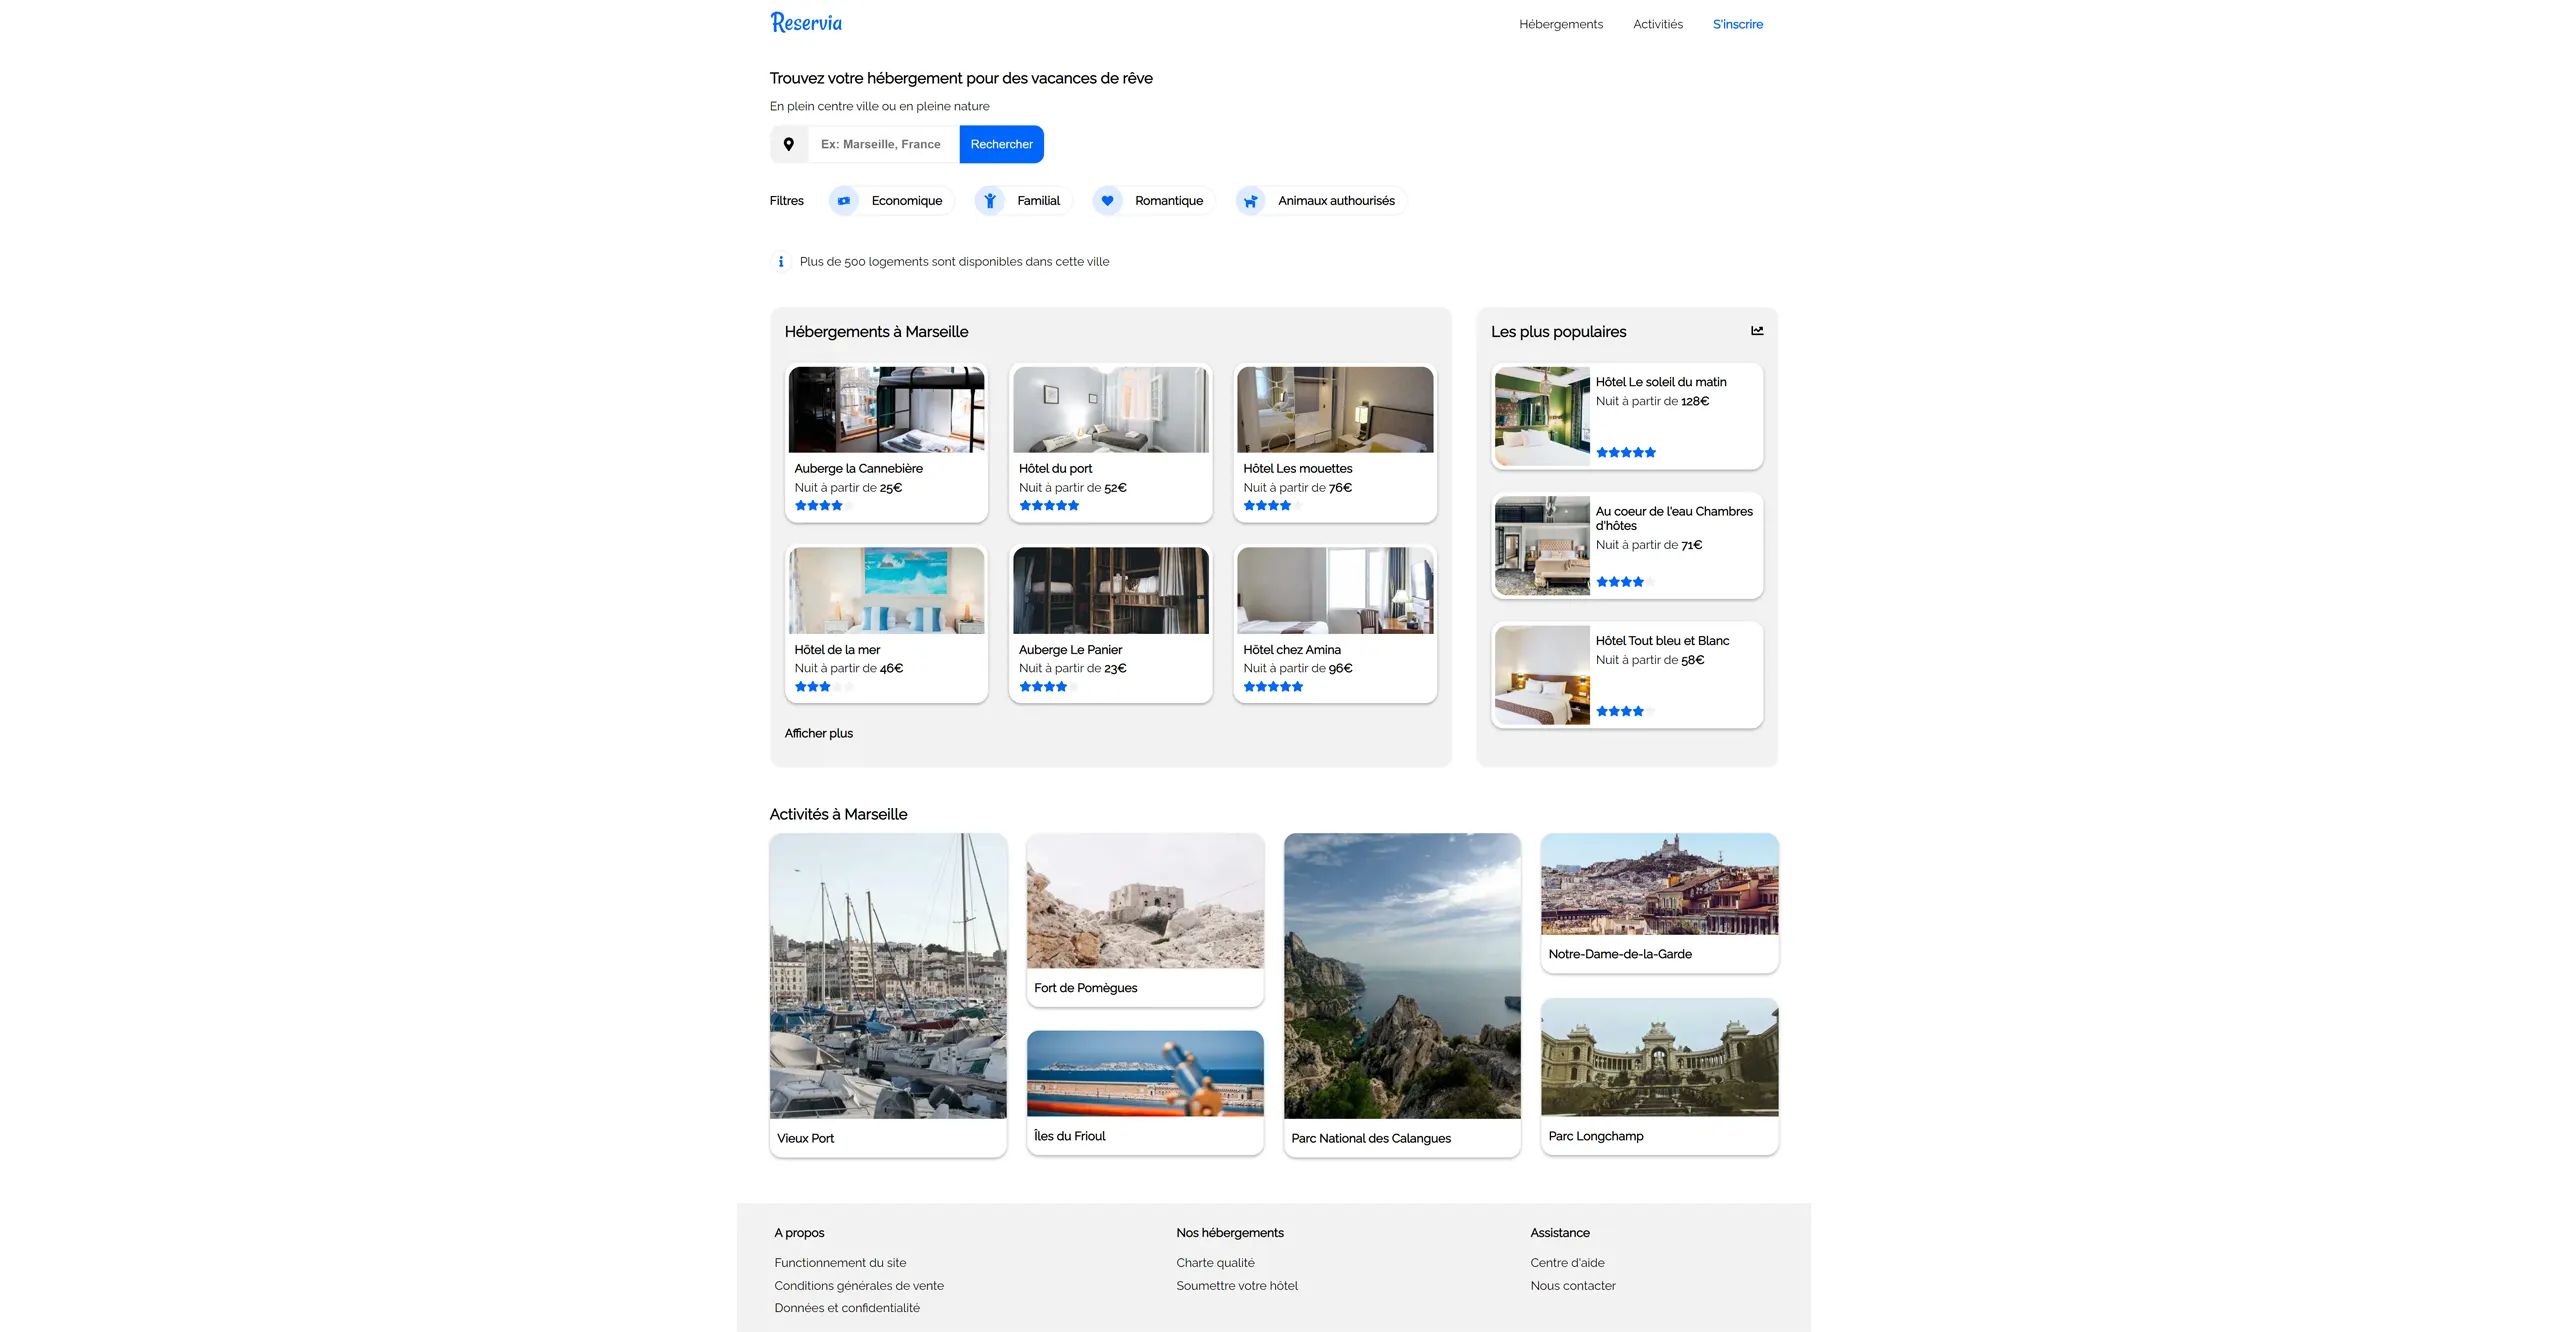 Reservia
Hébergements
Activitiés
S'inscrire
Trouvez votre hébergement pour des vacances de rêve
En plein centre ville ou en pleine nature
Ex: Marseille, France
Rechercher
Filtres
Economique
Familial
Romantique
Animaux authourisés
Plus de 500 logements sont disponibles dans cette ville
Hébergements à Marseille
Auberge la Cannebière
Nuit à partir de 25€
Hôtel du port
Nuit à partir de 52€
Hôtel Les mouettes
Nuit à partir de 76€
Hôtel de la mer
Nuit à partir de 46€
Auberge Le Panier
Nuit à partir de 23€
Hôtel chez Amina
Nuit à partir de 96€
Afficher plus
Les plus populaires
Hôtel Le soleil du matin
Nuit à partir de 128€
Au coeur de l'eau Chambres
d'hôtes
Nuit à partir de 71€
Hôtel Tout bleu et Blanc
Nuit à partir de 58€
Activités à Marseille
Vieux Port
Fort de Pomègues
Îles du Frioul
Parc National des Calangues
Notre-Dame-de-la-Garde
Parc Longchamp
A propos
Functionnement du site
Conditions générales de vente
Données et confidentialité
Nos hébergements
Charte qualité
Soumettre votre hôtel
Assistance
Centre d'aide
Nous contacter